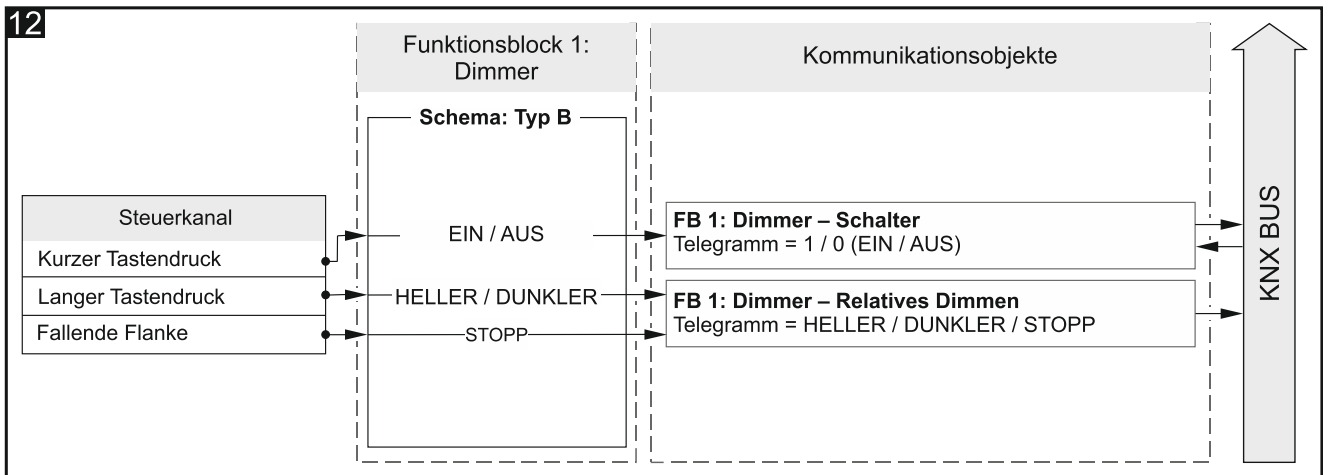 12
Funktionsblock 1:
Dimmer
Kommunikationsobjekte
Schema: Typ B
Steuerkanal
Kurzer Tastendruck
Langer Tastendruck
Fallende Flanke
EIN / AUS
HELLER / DUNKLER
STOPP
FB 1: Dimmer – Schalter
Telegramm = 1 / 0 (EIN / AUS)
FB 1: Dimmer – Relatives Dimmen
Telegramm = HELLER / DUNKLER / STOPP
KNX BUS